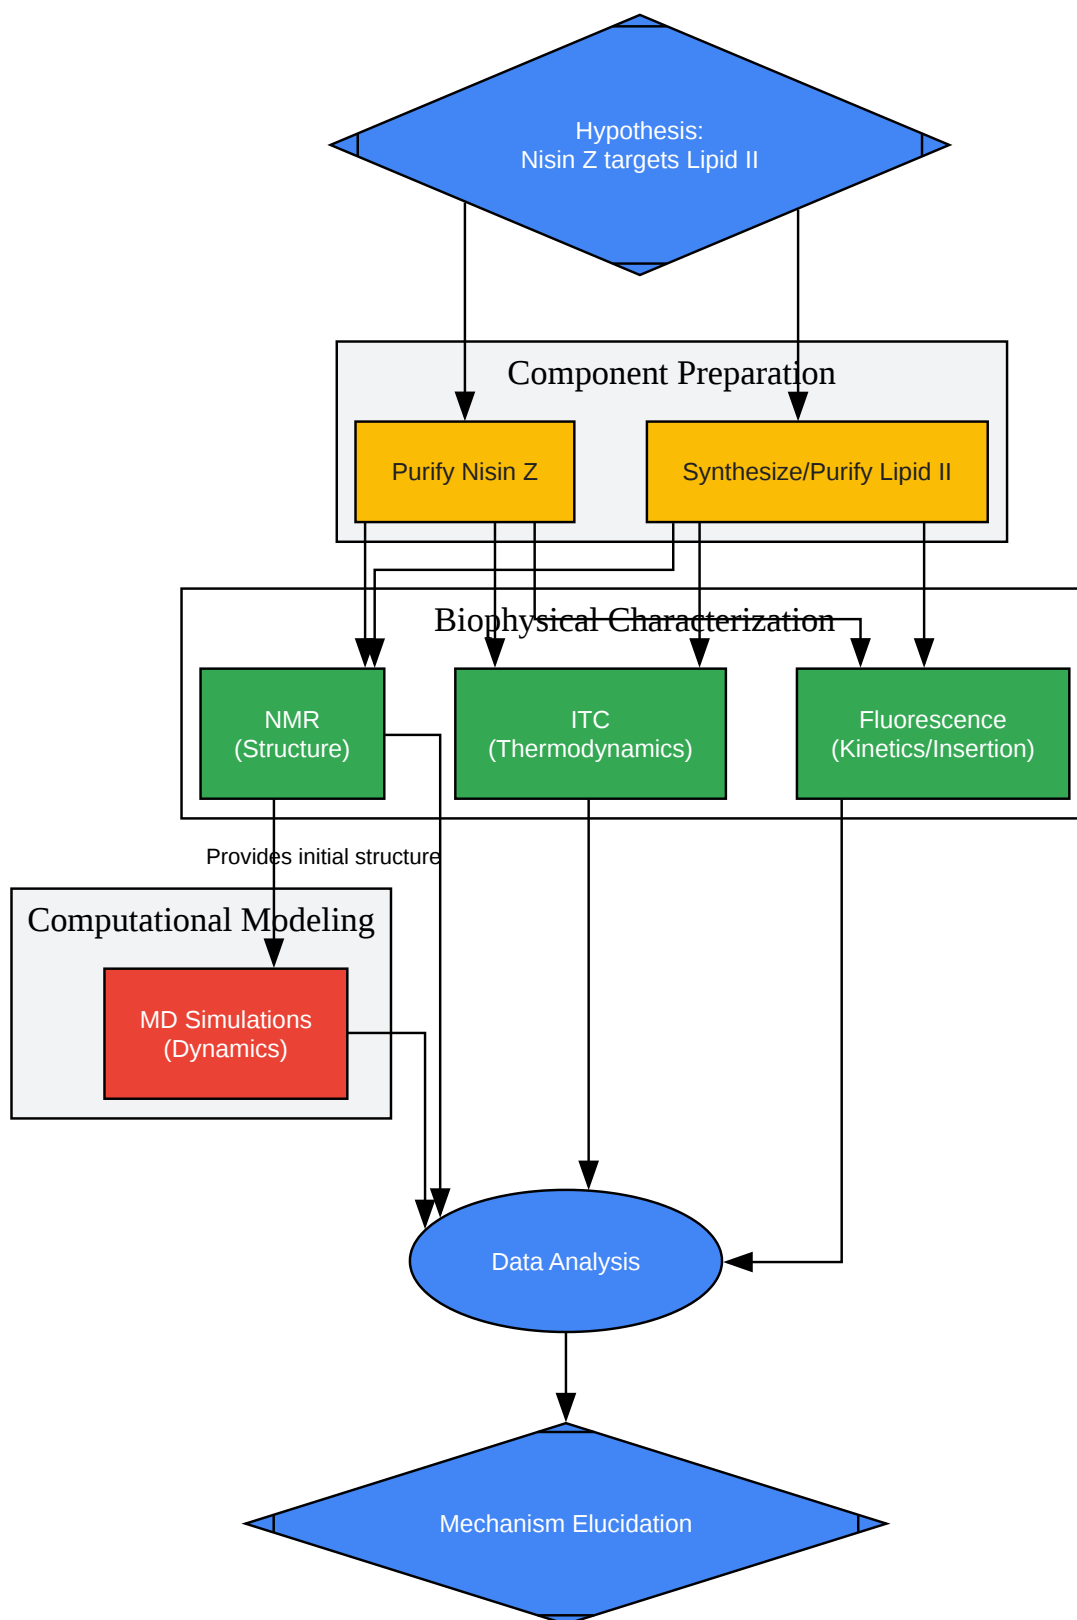 Hypothesis:
Nisin Z targets Lipid II
Component Preparation
Purify Nisin Z
Synthesize/Purify Lipid II
Biophysical Characterization
NMR
(Structure)
ITC
(Thermodynamics)
Fluorescence
(Kinetics/Insertion)
Provides initial structure
Computational Modeling
MD Simulations
(Dynamics)
Data Analysis
Mechanism Elucidation